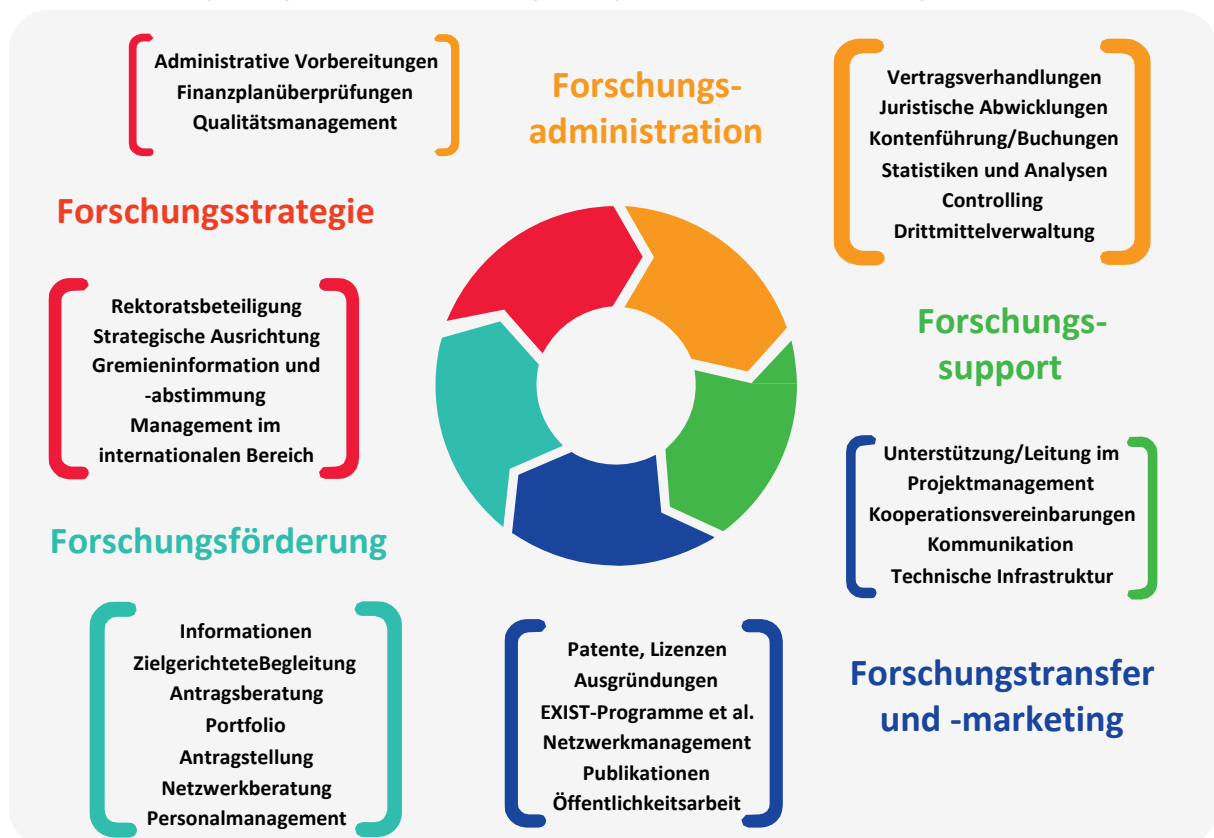 Administrative Vorbereitungen
Finanzplanüberprüfungen
Qualitätsmanagement
Forschungs-
administration
Vertragsverhandlungen
Juristische Abwicklungen
Kontenführung/Buchungen
Statistiken und Analysen
Controlling
Drittmittelverwaltung
Forschungsstrategie
Rektoratsbeteiligung
Strategische Ausrichtung
Gremieninformation und
-abstimmung
Management im
internationalen Bereich
Forschungs-
support
Unterstützung/Leitung im
Projektmanagement
Kooperationsvereinbarungen
Kommunikation
Technische Infrastruktur
Forschungsförderung
Informationen
ZielgerichteteBegleitung
Antragsberatung
Portfolio
Antragstellung
Netzwerkberatung
Personalmanagement
Patente, Lizenzen
Ausgründungen
EXIST-Programme et al.
Netzwerkmanagement
Publikationen
Öffentlichkeitsarbeit
Forschungstransfer
und -marketing